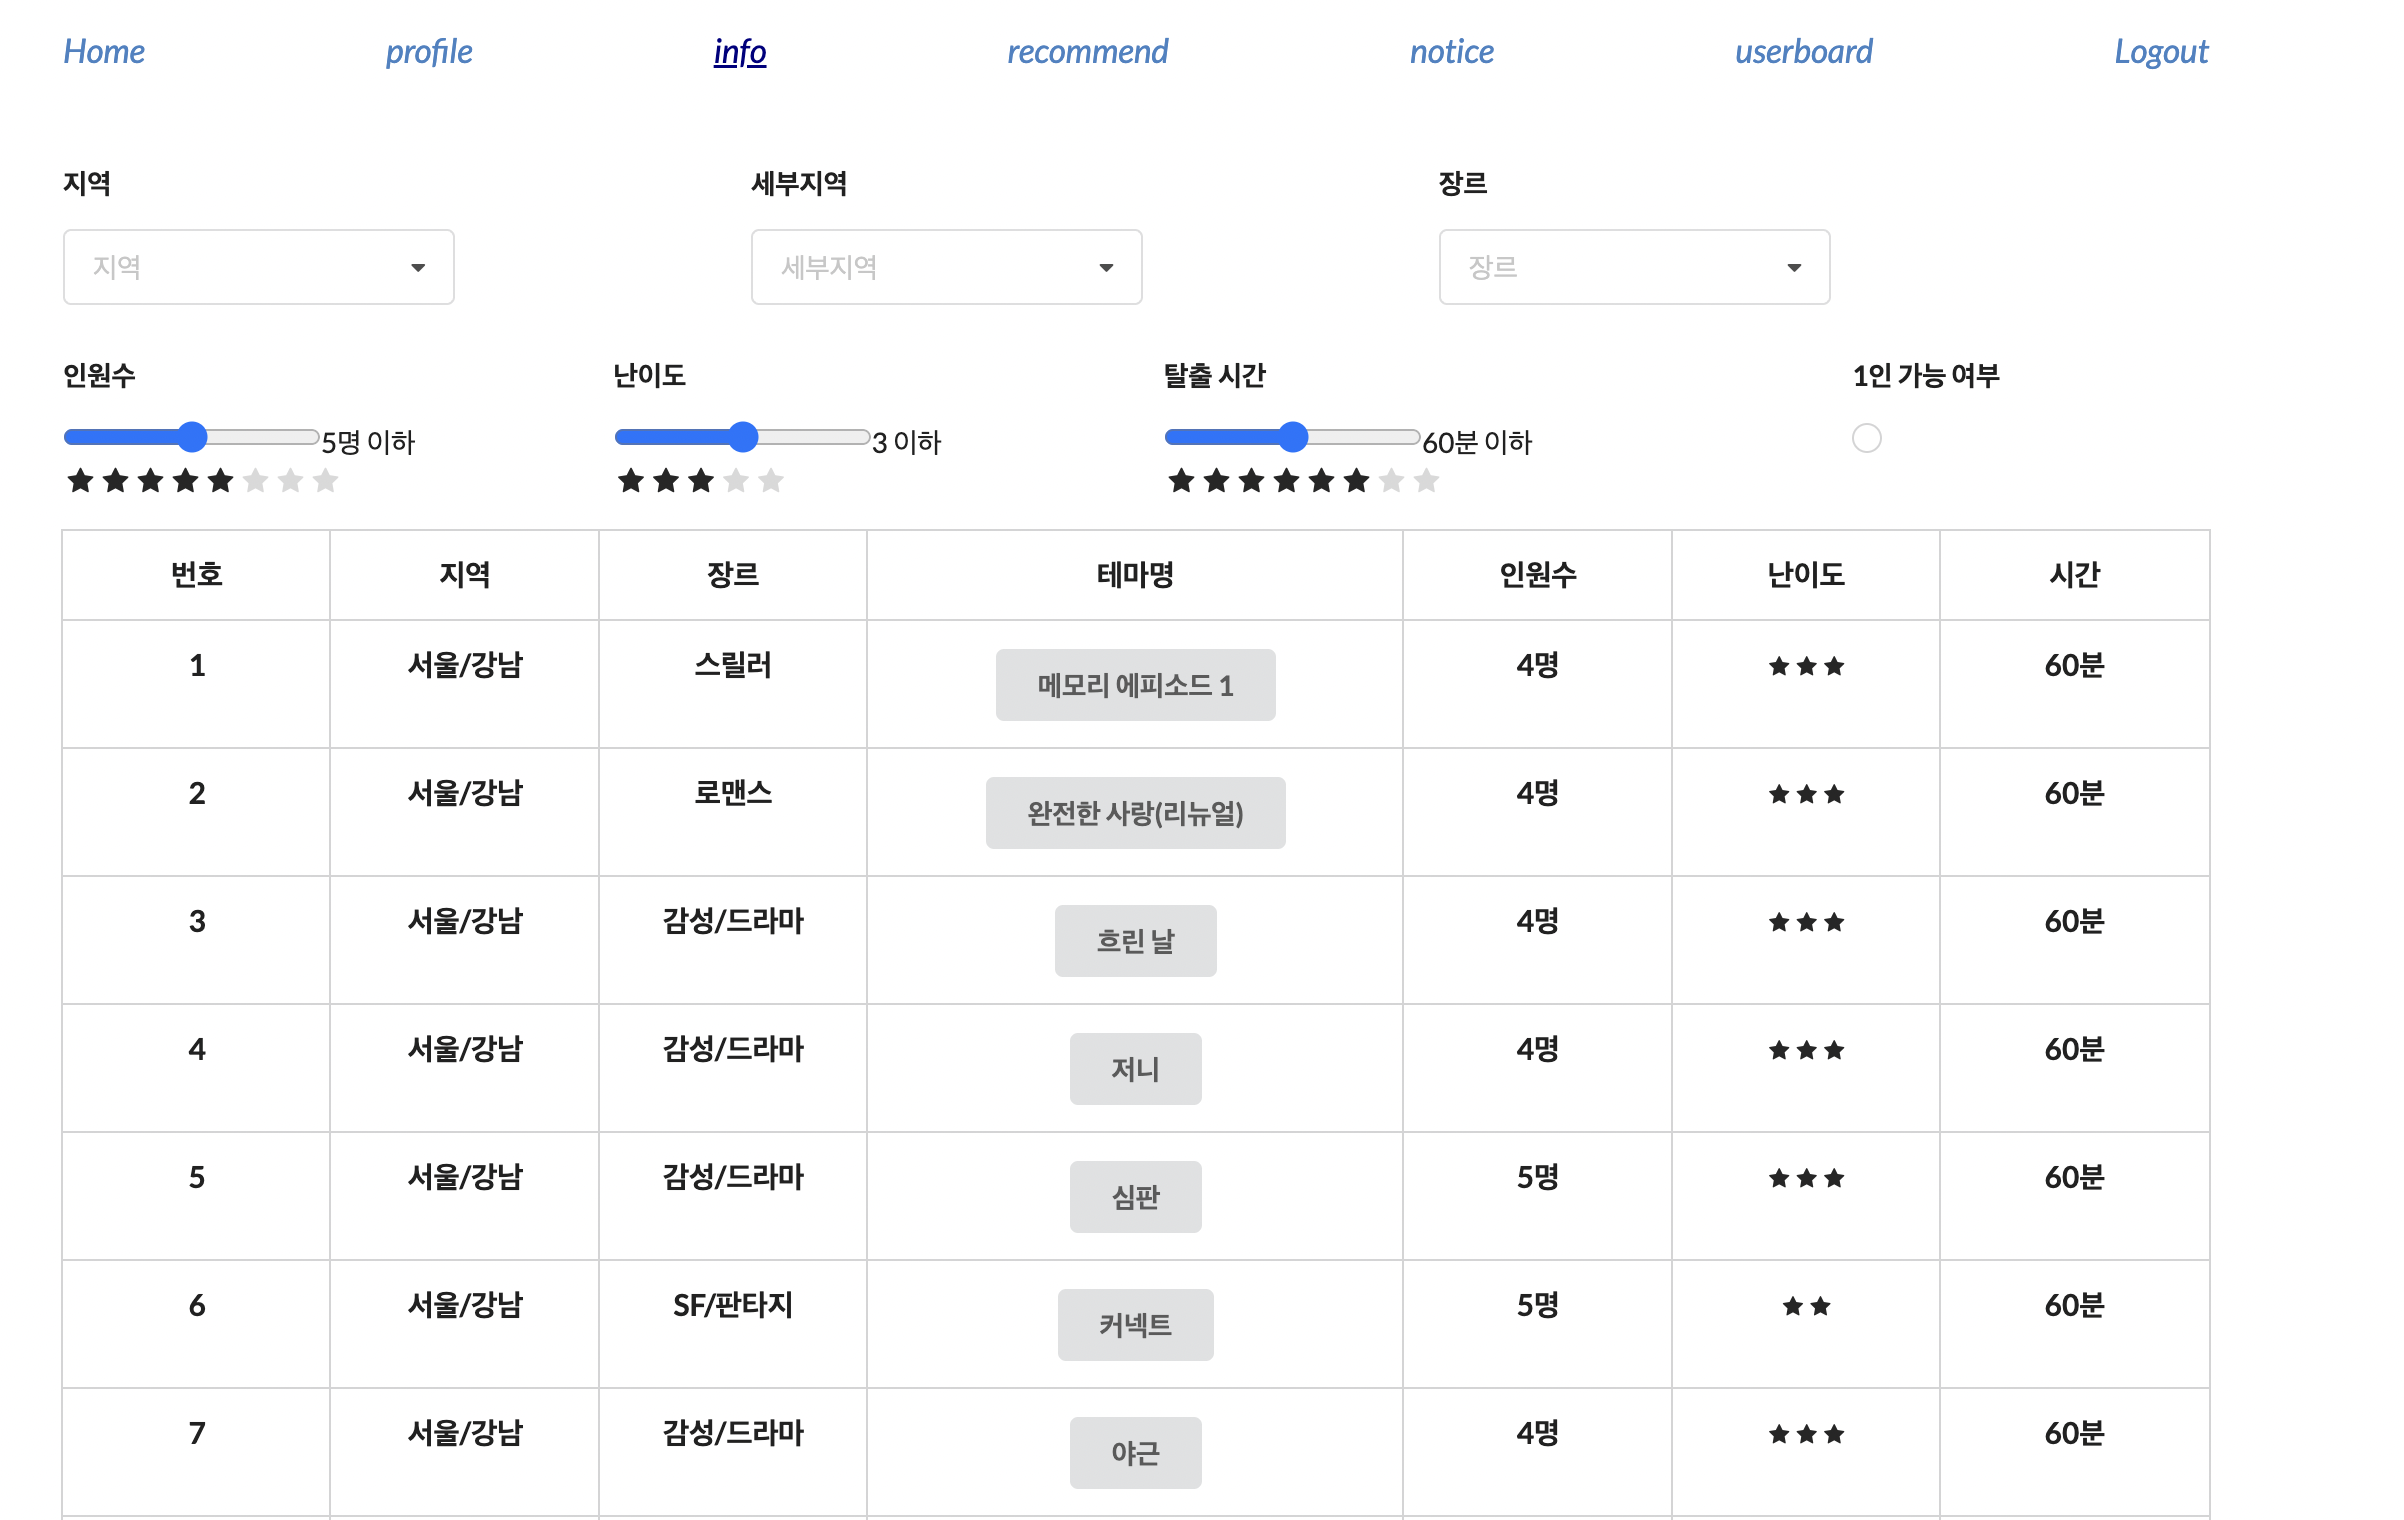 Home profile info recommend notice userboard Logout
지역 세부지역 장르
지역 세부지역 장르
인원수 난이도 탈출 시간 1인 가능 여부
5명 이하 3 이하 60분 이하
번호 지역 장르 테마명 인원수 난이도 시간
1 서울/강남 스릴러 메모리 에피소드 1 4명 60분
2 서울/강남 로맨스 완전한 사랑(리뉴얼) 4명 60분
3 서울/강남 감성/드라마 흐린 날 4명 60분
4 서울/강남 감성/드라마 저니 4명 60분
5 서울/강남 감성/드라마 심판 5명 60분
6 서울/강남 SF/판타지 커넥트 5명 60분
7 서울/강남 감성/드라마 야근 4명 60분